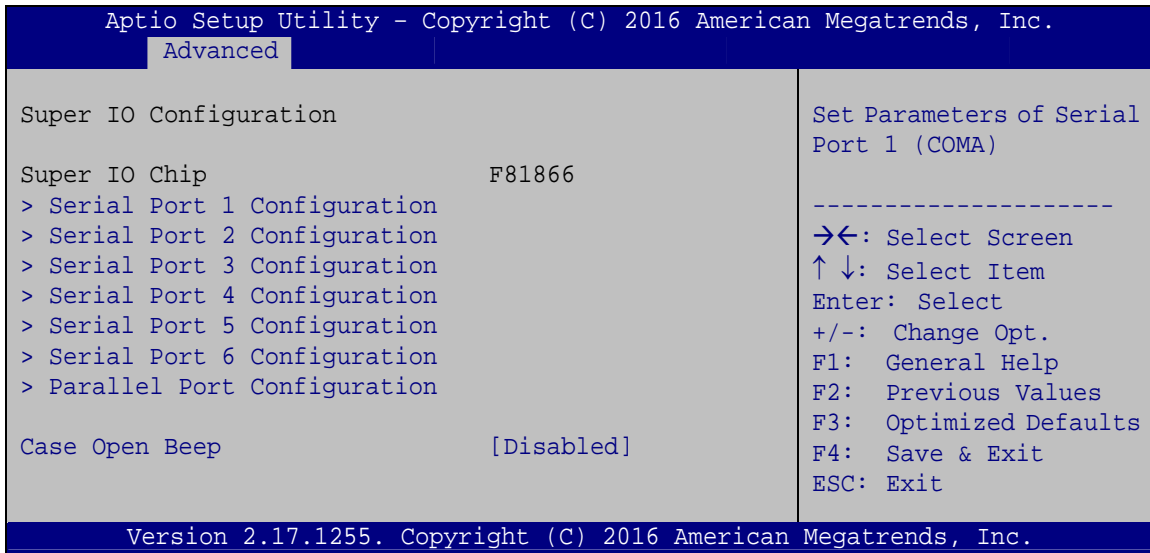 Aptio Setup Utility – Copyright (C) 2016 American Megatrends, Inc.
Advanced
Super IO Configuration
Super IO Chip F81866
> Serial Port 1 Configuration
> Serial Port 2 Configuration
> Serial Port 3 Configuration
> Serial Port 4 Configuration
> Serial Port 5 Configuration
> Serial Port 6 Configuration
> Parallel Port Configuration
Case Open Beep [Disabled]
Set Parameters of Serial
Port 1 (COMA)
---------------------
→←: Select Screen
↑ ↓: Select Item
Enter: Select
+/-: Change Opt.
F1: General Help
F2: Previous Values
F3: Optimized Defaults
F4: Save & Exit
ESC: Exit
Version 2.17.1255. Copyright (C) 2016 American Megatrends, Inc.